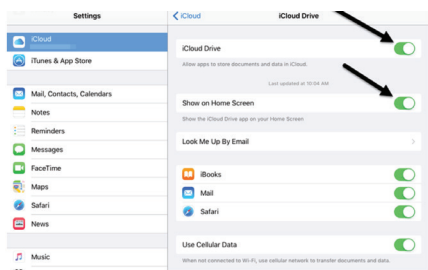 Settings
iCloud
iTunes & App Store
Mail, Contacts, Calendars
Notes
Reminders
Messages
FaceTime
Maps
Safari
News
Music
iCloud
iCloud Drive
iCloud Drive
Allow apps to store documents and data in iCloud.
Last updated at 10:04 AM
Show on Home Screen
Show the iCloud Drive app on your Home Screen
Look Me Up By Email
iBooks
Mail
Safari
Use Cellular Data
When not connected to Wi-Fi, use cellular network to transfer documents and data.